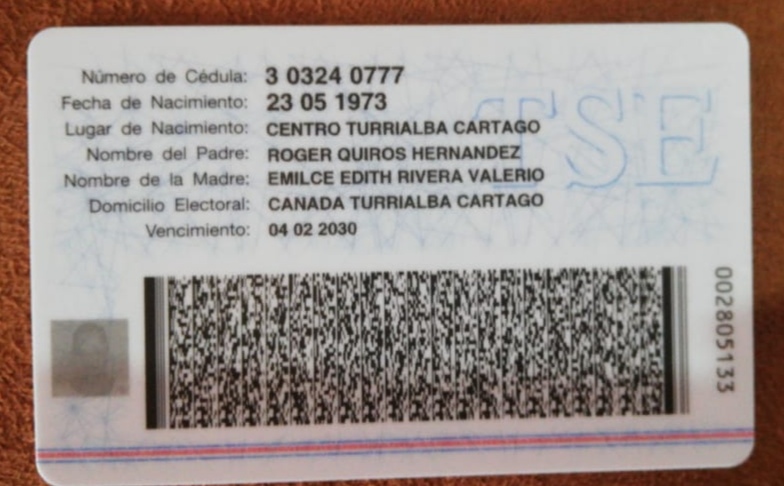 Número de Cédula: 3 0324 0777
Fecha de Nacimiento: 23 05 1973
Lugar de Nacimiento: CENTRO TURRIALBA CARTAGO
Nombre del Padre: ROGER QUIROS HERNANDEZ
Nombre de la Madre: EMILCE EDITH RIVERA VALERIO
Domicilio Electoral: CANADA TURRIALBA CARTAGO
Vencimiento: 04 02 2030
TSE
002805133